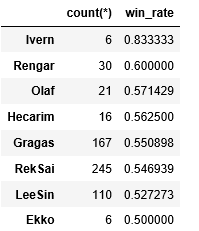 count(*) win_rate
Ivern 6 0.833333
Rengar 30 0.600000
Olaf 21 0.571429
Hecarim 16 0.562500
Gragas 167 0.550898
RekSai 245 0.546939
LeeSin 110 0.527273
Ekko 6 0.500000